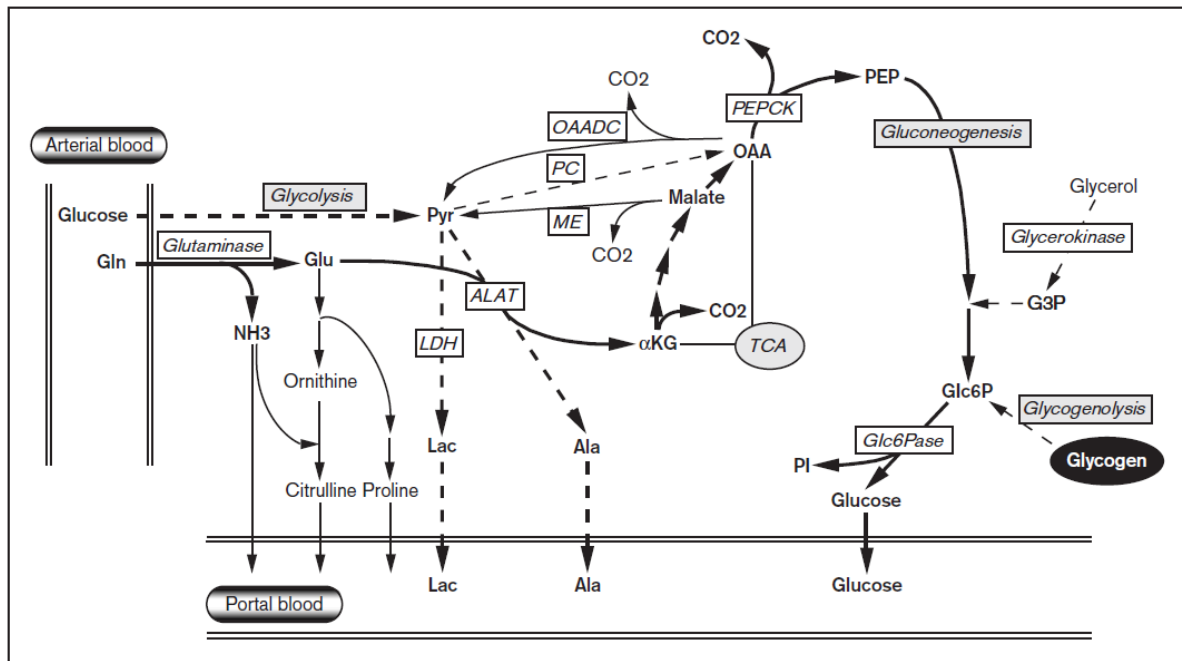 CO2
CO2
PEP
PEPCK
OAADC
Gluconeogenesis
Arterial blood
OAA
PC
Glycerol
Glycolysis
Malate
Glucose
Pyr
ME
Glycerokinase
Glutaminase
CO2
Gln
Glu
ALAT
G3P
CO2
NH3
LDH
αKG
TCA
Ornithine
Glc6P
Glycogenolysis
Lac
Ala
Glc6Pase
PI
Glycogen
Citrulline Proline
Glucose
Lac
Ala
Glucose
Portal blood